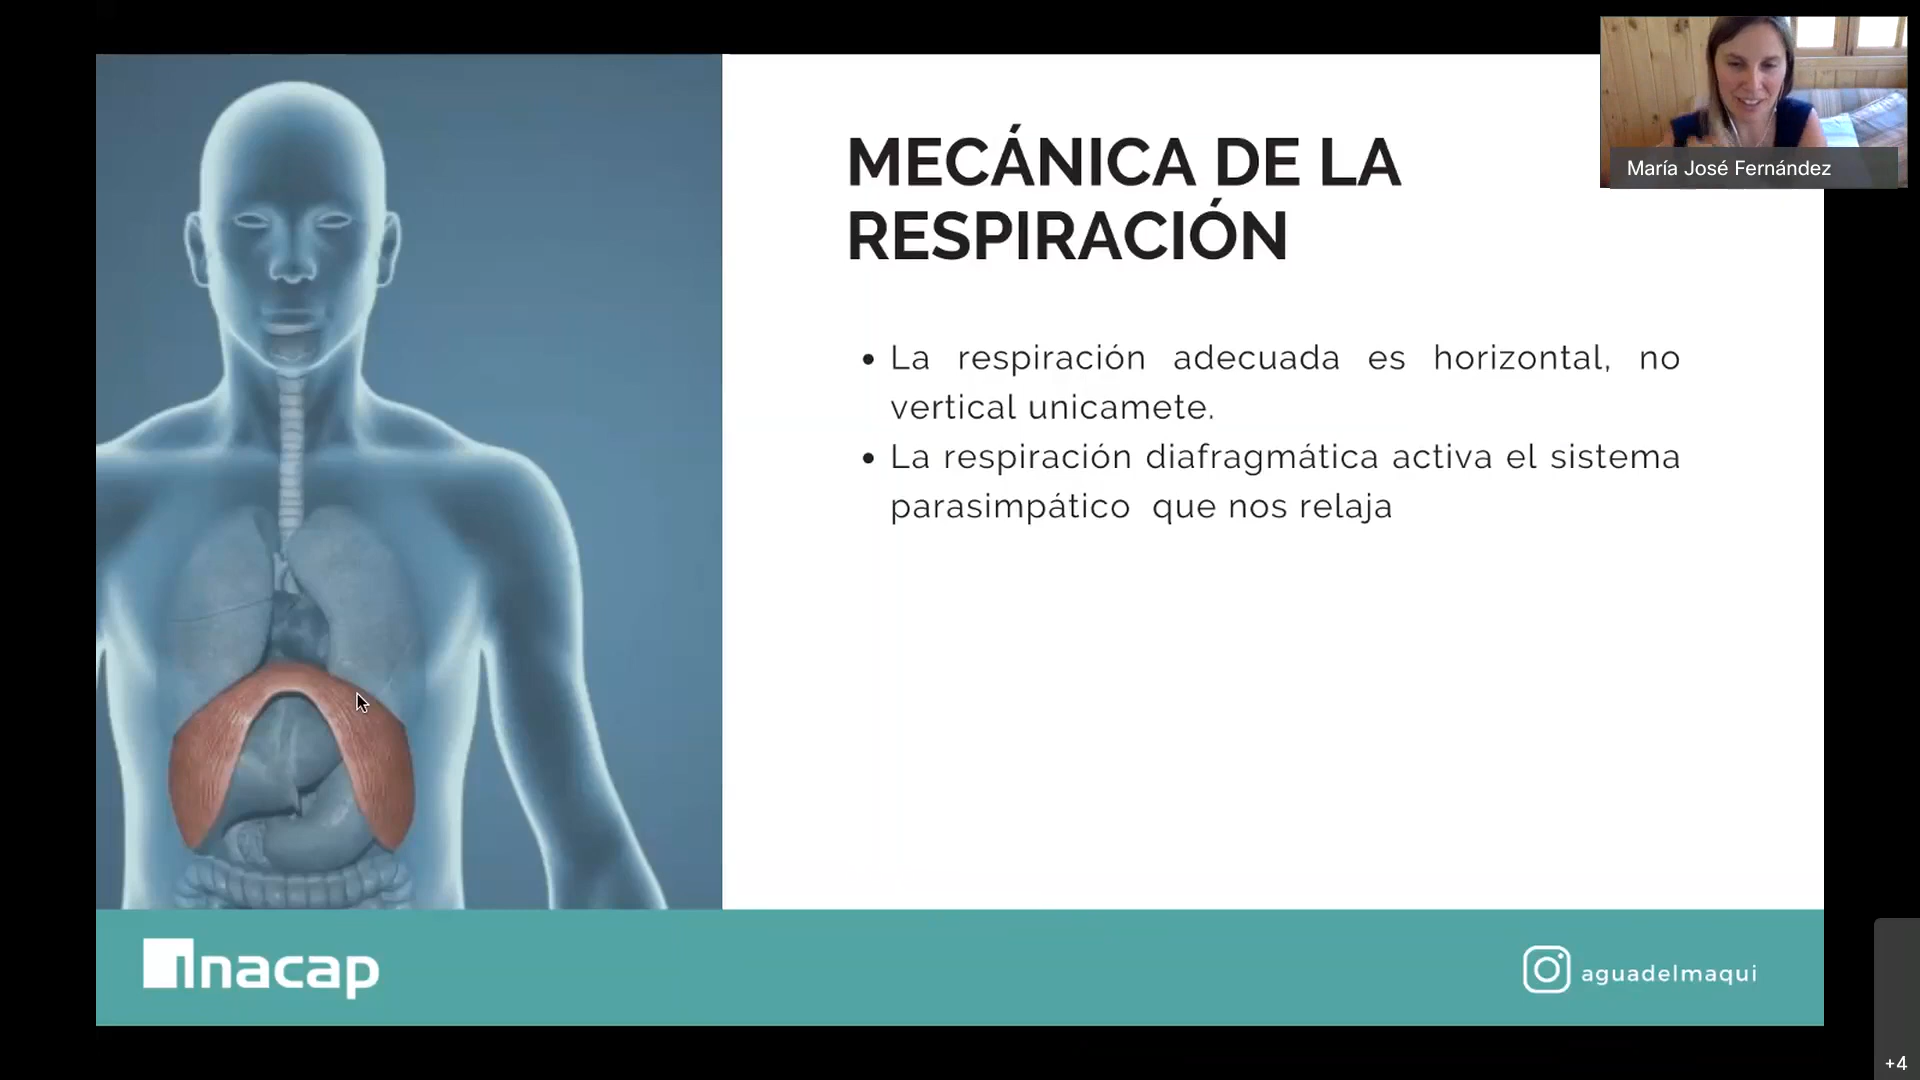 MECÁNICA DE LA
RESPIRACIÓN
María José Fernández
La respiración adecuada es horizontal, no
vertical unicamete.
La respiración diafragmática activa el sistema
parasimpático que nos relaja
inacap
aguadelmaqui
+4